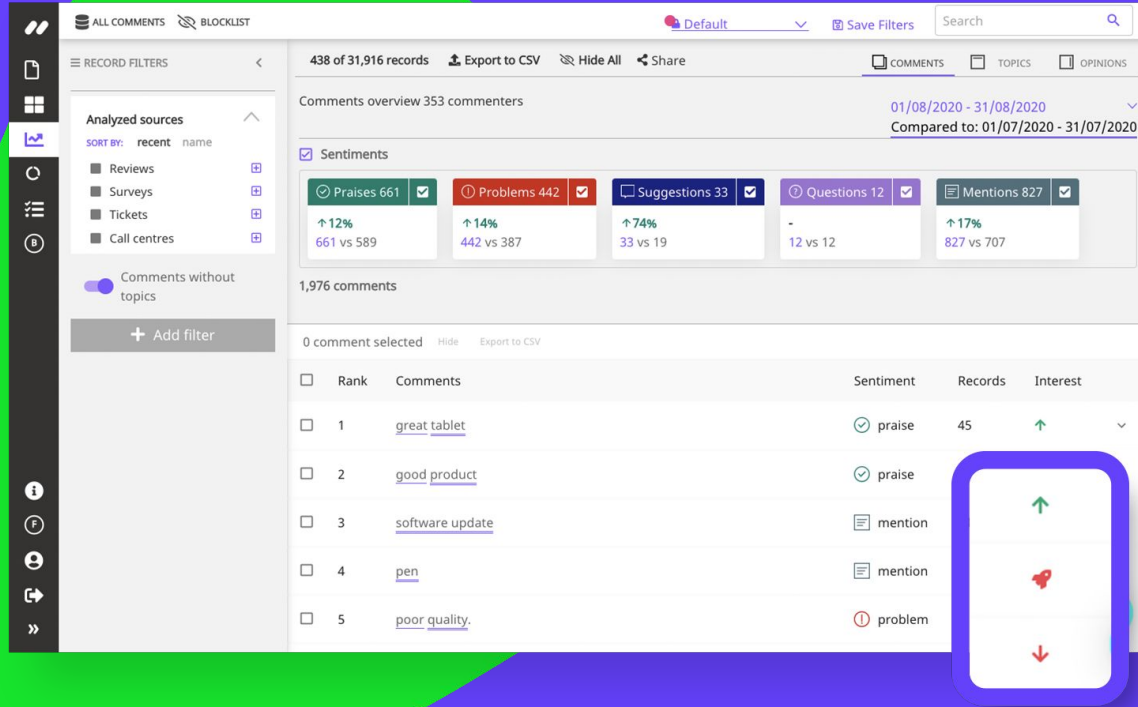 ALL COMMENTS BLOCKLIST
Default Save Filters Search
RECORD FILTERS
438 of 31,916 records Export to CSV Hide All Share
COMMENTS TOPICS OPINIONS
Analyzed sources
SORT BY: recent name
Reviews
Surveys
Tickets
Call centres
Comments without
topics
+ Add filter
Comments overview 353 commenters
01/08/2020 - 31/08/2020
Compared to: 01/07/2020 - 31/07/2020
Sentiments
Praises 661 Problems 442 Suggestions 33 Questions 12 Mentions 827
↑12% ↑14% ↑74% - ↑17%
661 vs 589 442 vs 387 33 vs 19 12 vs 12 827 vs 707
1,976 comments
0 comment selected Hide Export to CSV
Rank Comments Sentiment Records Interest
1 great tablet praise 45
2 good product praise
3 software update mention
4 pen mention
5 poor quality. problem
B
F